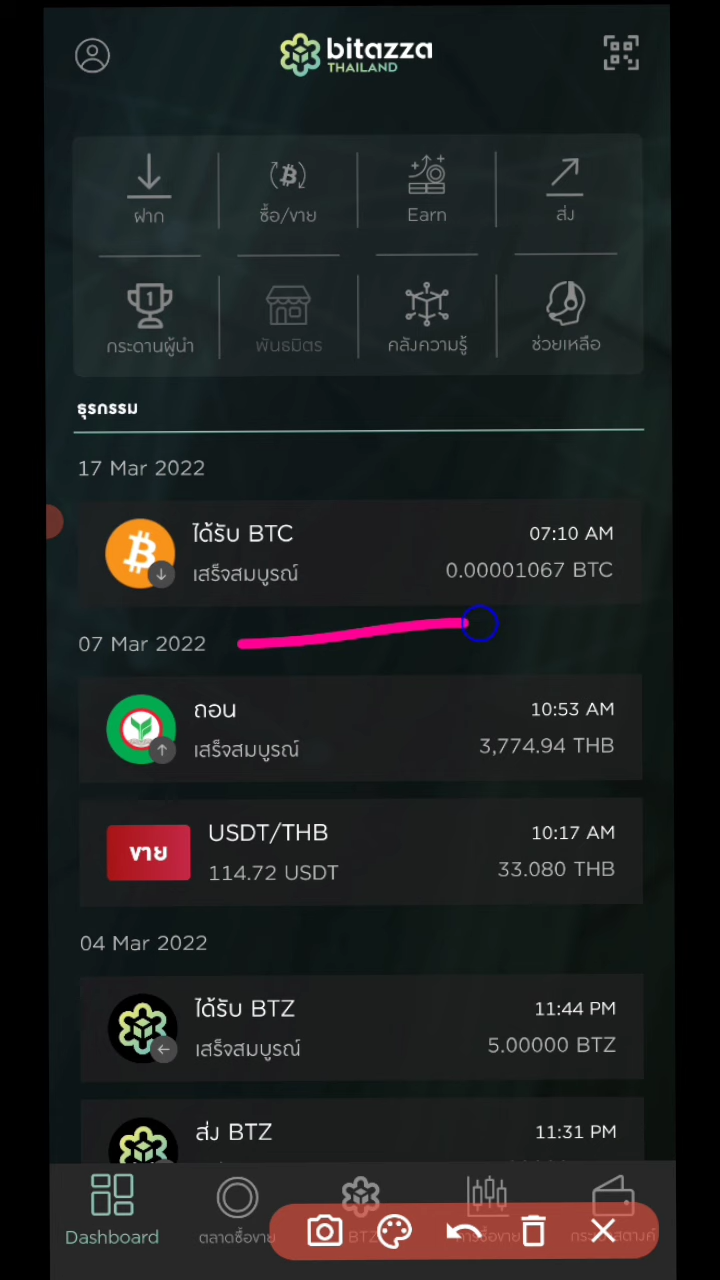 bitazza
THAILAND
ฝาก
ซื้อ/ขาย
Earn
ส่ง
กระดานผู้นำ
พันธมิตร
คลังความรู้
ช่วยเหลือ
ธุรกรรม
17 Mar 2022
ได้รับ BTC
07:10 AM
เสร็จสมบูรณ์
0.00001067 BTC
07 Mar 2022
ถอน
10:53 AM
เสร็จสมบูรณ์
3,774.94 THB
ขาย
USDT/THB
10:17 AM
114.72 USDT
33.080 THB
04 Mar 2022
ได้รับ BTZ
11:44 PM
เสร็จสมบูรณ์
5.00000 BTZ
ส่ง BTZ
11:31 PM
Dashboard
ตลาดซื้อขาย
BTZ